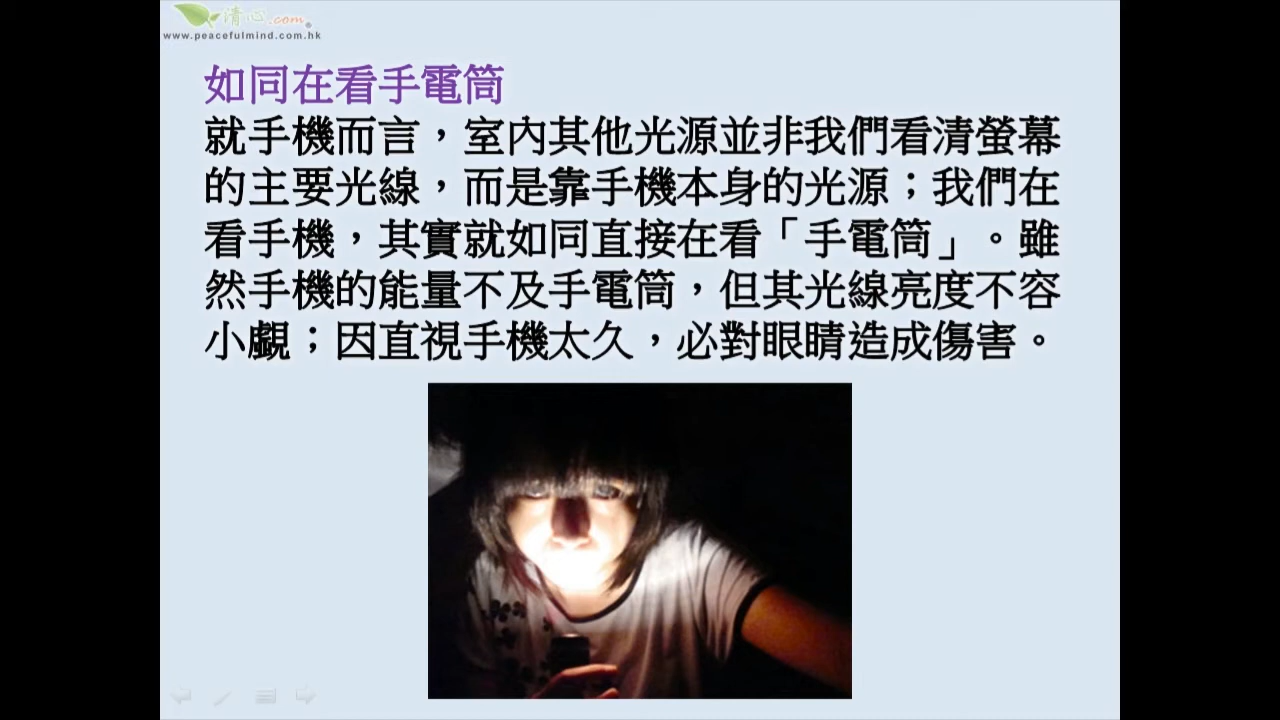 清心.com
www.peacefulmind.com.hk
如同在看手電筒
就手機而言，室內其他光源並非我們看清螢幕
的主要光線，而是靠手機本身的光源；我們在
看手機，其實就如同直接在看「手電筒」。雖
然手機的能量不及手電筒，但其光線亮度不容
小覷；因直視手機太久，必對眼睛造成傷害。